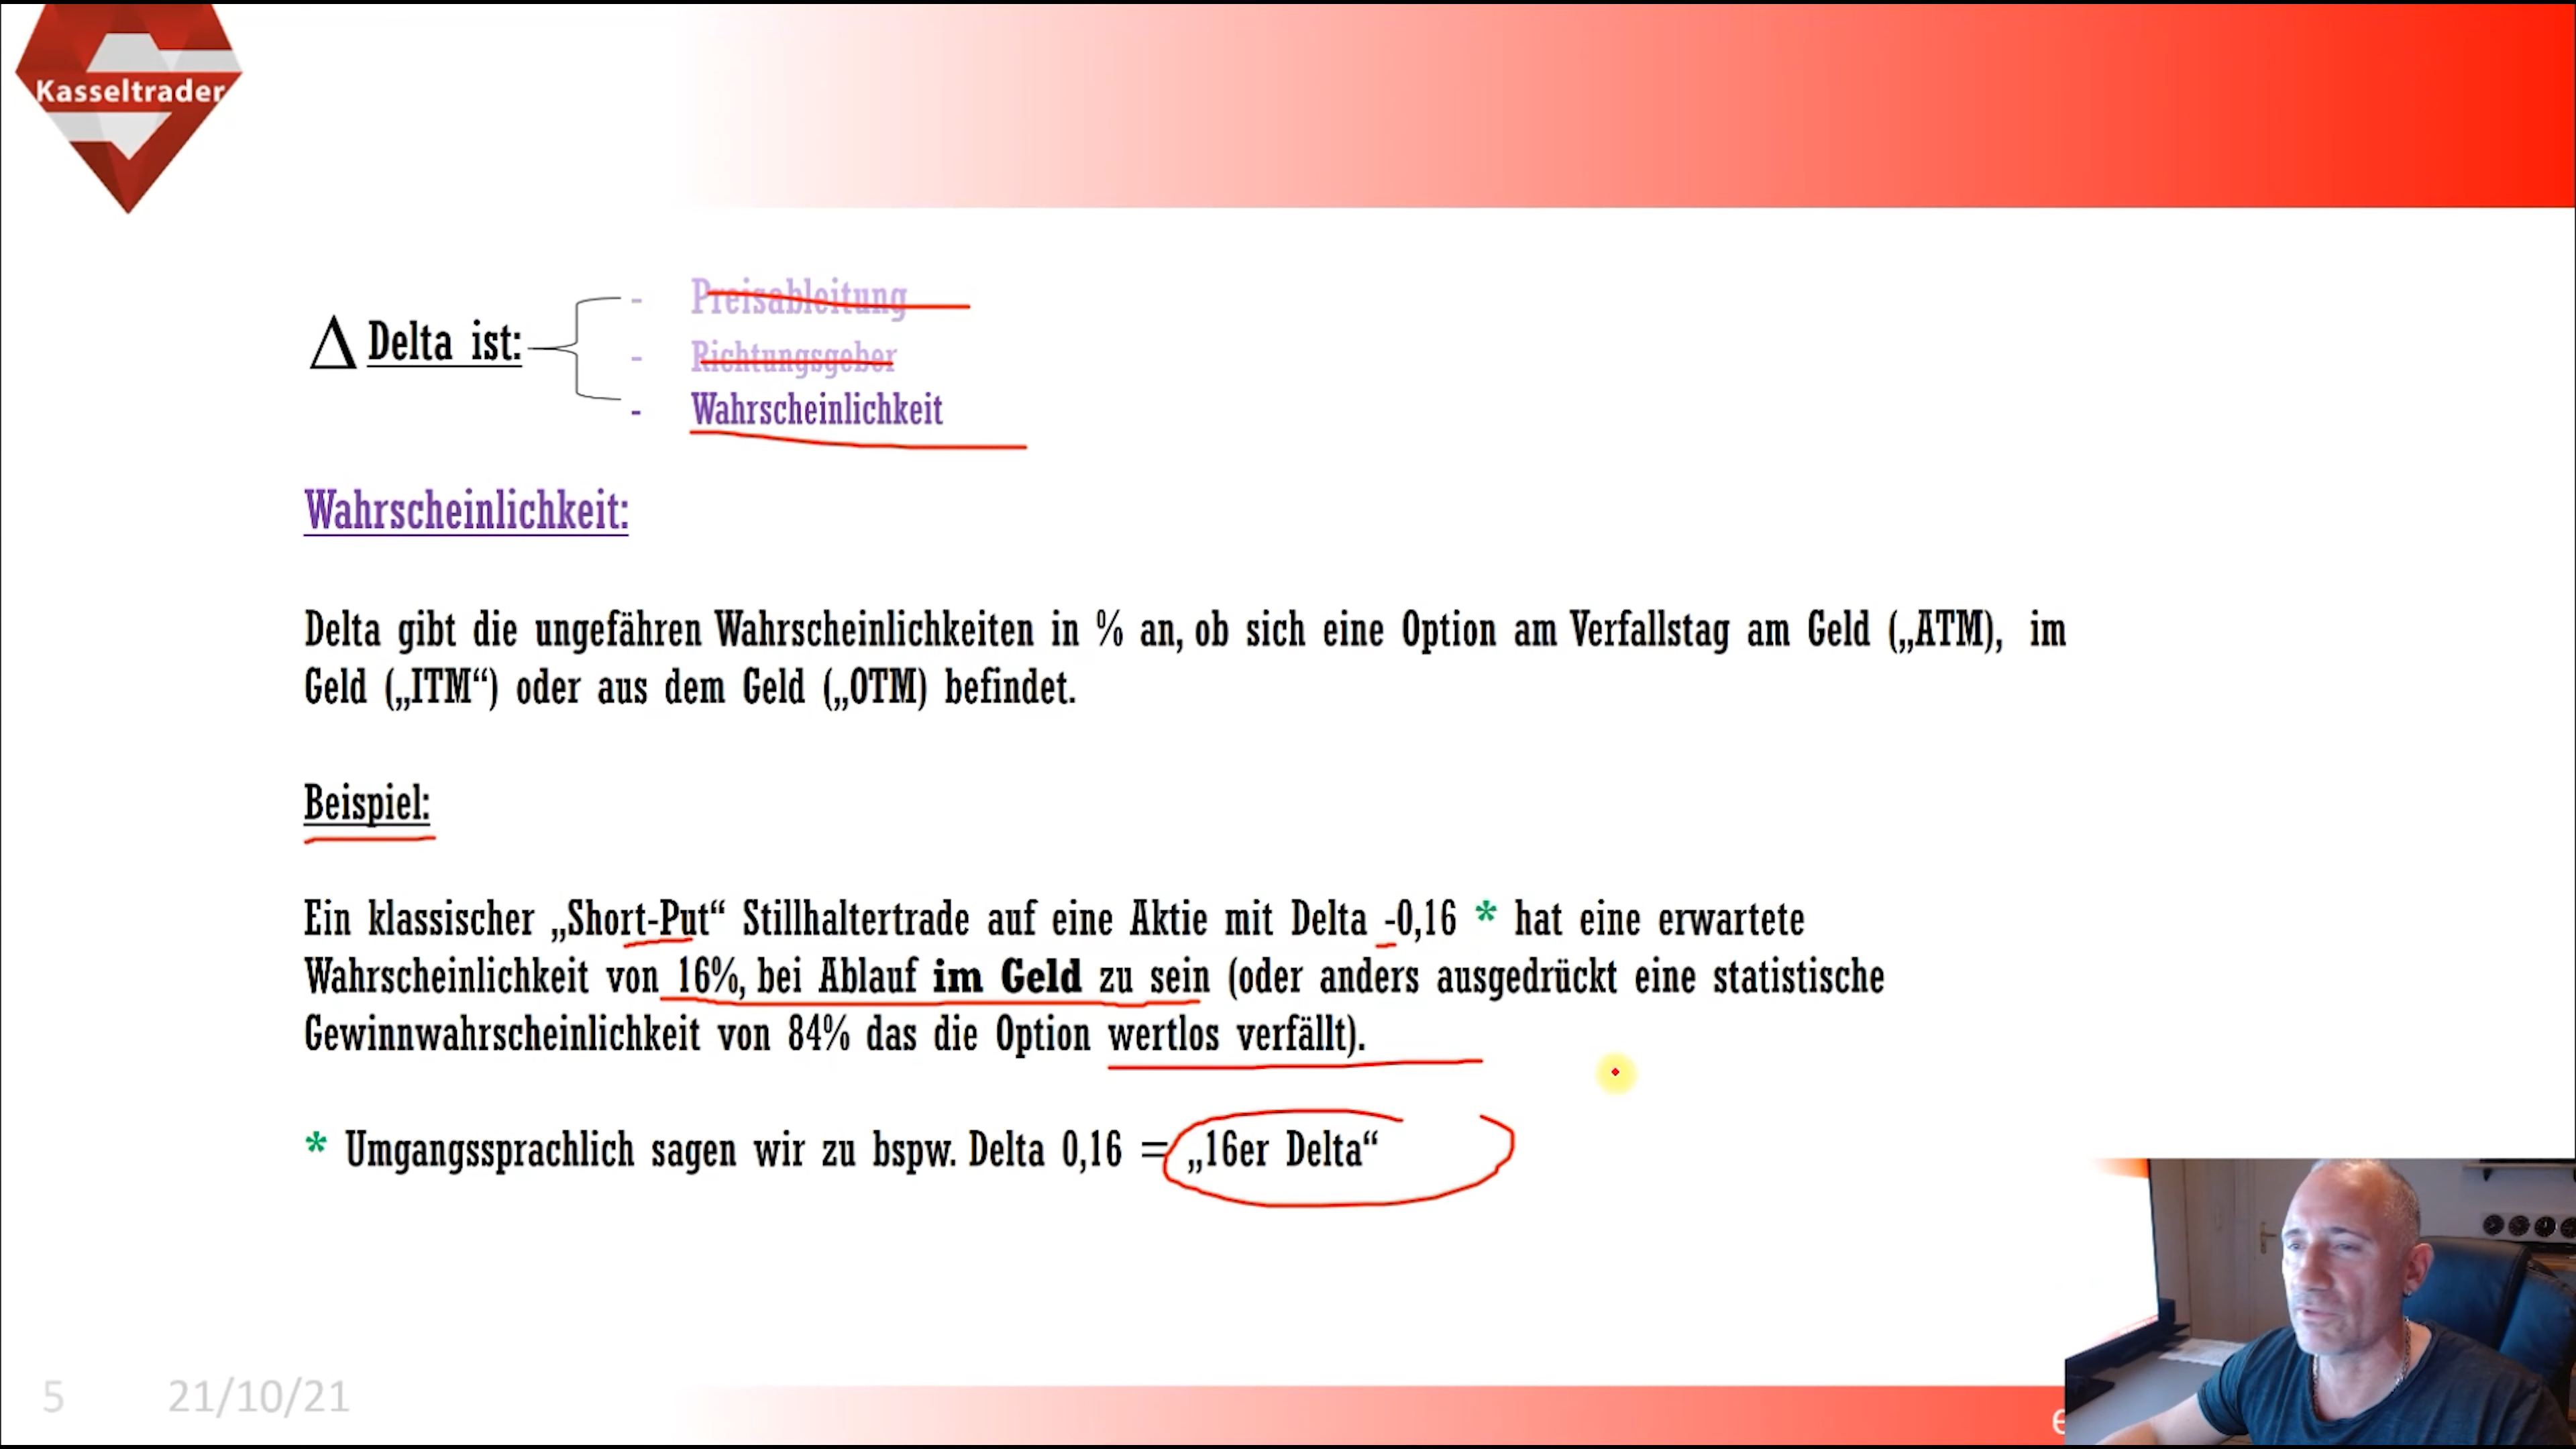 Kasseltrader
Δ Delta ist:
- Preisableitung
- Richtungsgeber
- Wahrscheinlichkeit
Wahrscheinlichkeit:
Delta gibt die ungefähren Wahrscheinlichkeiten in % an, ob sich eine Option am Verfallstag am Geld („ATM), im
Geld („ITM“) oder aus dem Geld („OTM) befindet.
Beispiel:
Ein klassischer „Short-Put“ Stillhaltertrade auf eine Aktie mit Delta -0,16 * hat eine erwartete
Wahrscheinlichkeit von 16%, bei Ablauf im Geld zu sein (oder anders ausgedrückt eine statistische
Gewinnwahrscheinlichkeit von 84% das die Option wertlos verfällt).
* Umgangssprachlich sagen wir zu bspw. Delta 0,16 = „16er Delta“
5 21/10/21